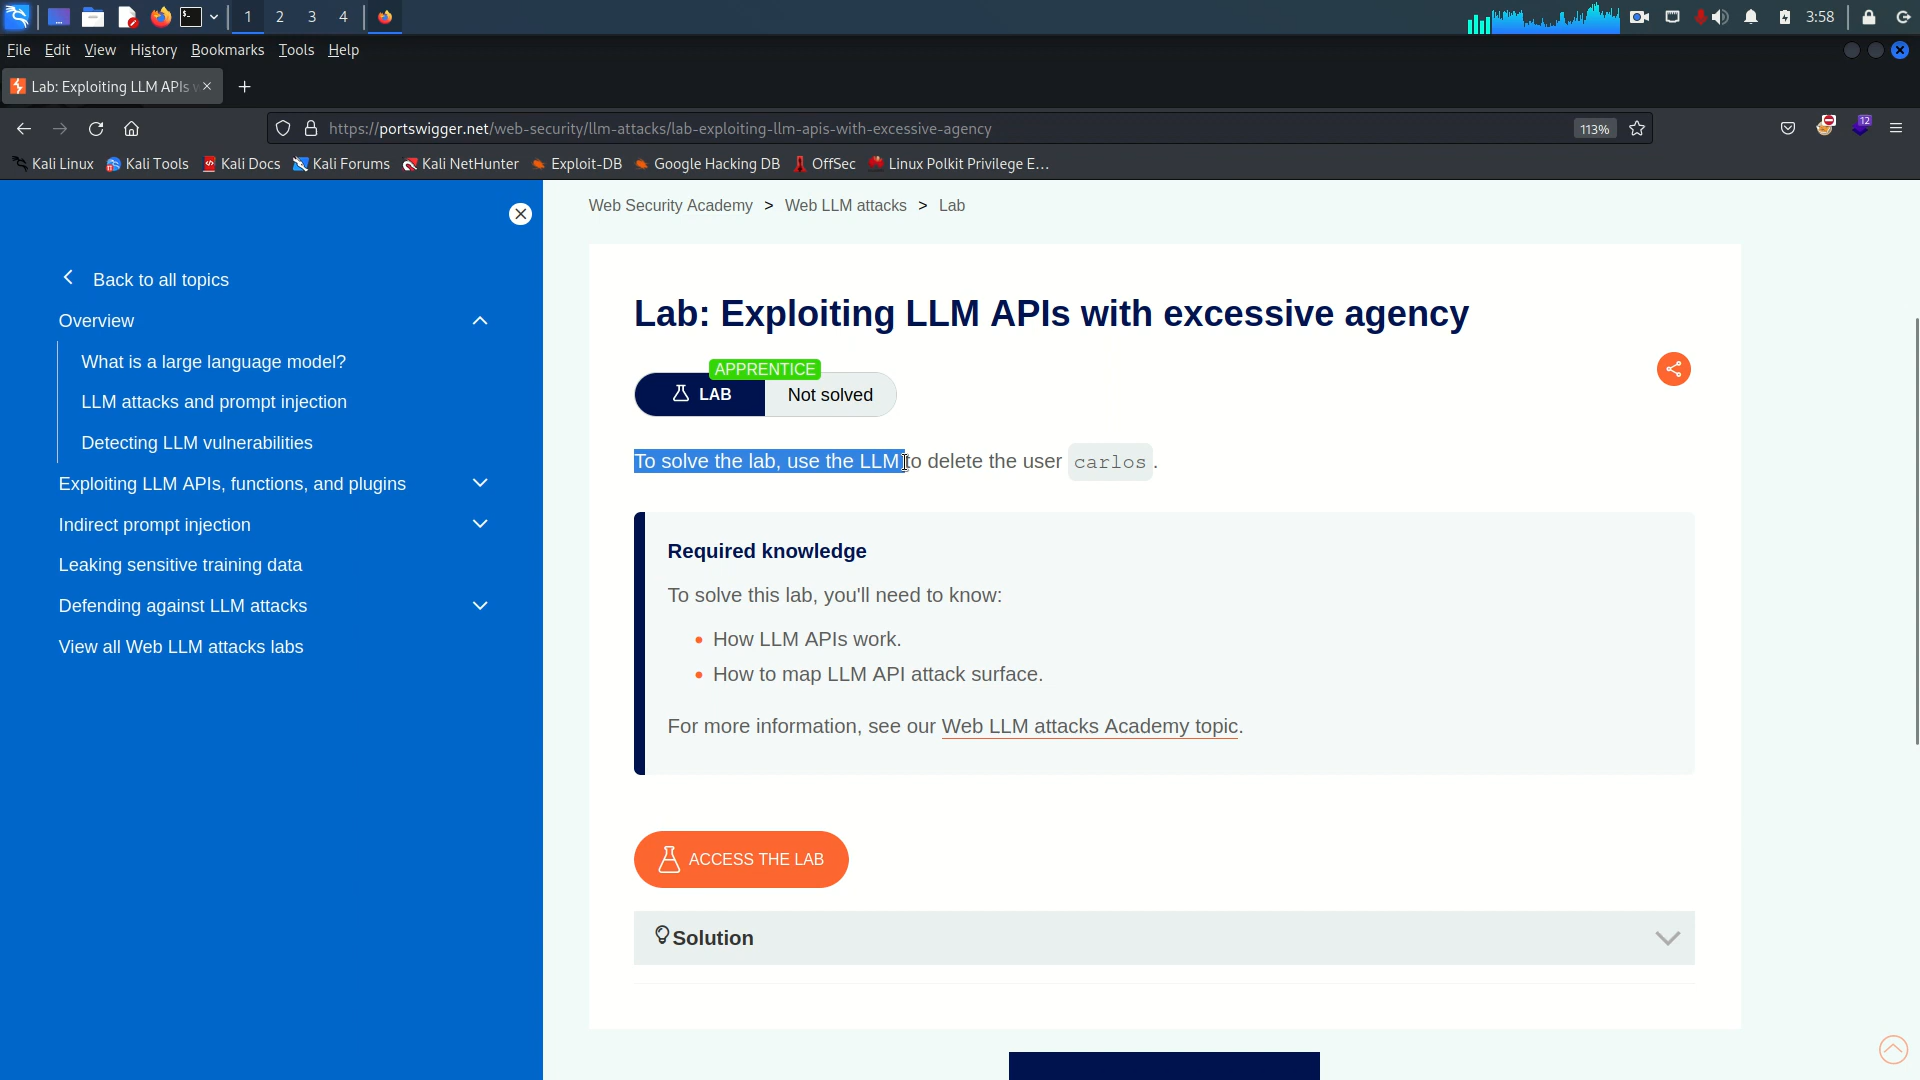 1 2 3 4 3:58
File Edit View History Bookmarks Tools Help
Lab: Exploiting LLM APIs
https://portswigger.net/web-security/llm-attacks/lab-exploiting-llm-apis-with-excessive-agency 113% 12
Kali Linux Kali Tools Kali Docs Kali Forums Kali NetHunter Exploit-DB Google Hacking DB OffSec Linux Polkit Privilege E…
Back to all topics
Overview
What is a large language model?
LLM attacks and prompt injection
Detecting LLM vulnerabilities
Exploiting LLM APIs, functions, and plugins
Indirect prompt injection
Leaking sensitive training data
Defending against LLM attacks
View all Web LLM attacks labs
Web Security Academy > Web LLM attacks > Lab
Lab: Exploiting LLM APIs with excessive agency
APPRENTICE
LAB Not solved
To solve the lab, use the LLM to delete the user carlos.
Required knowledge
To solve this lab, you'll need to know:
• How LLM APIs work.
• How to map LLM API attack surface.
For more information, see our Web LLM attacks Academy topic.
ACCESS THE LAB
Solution